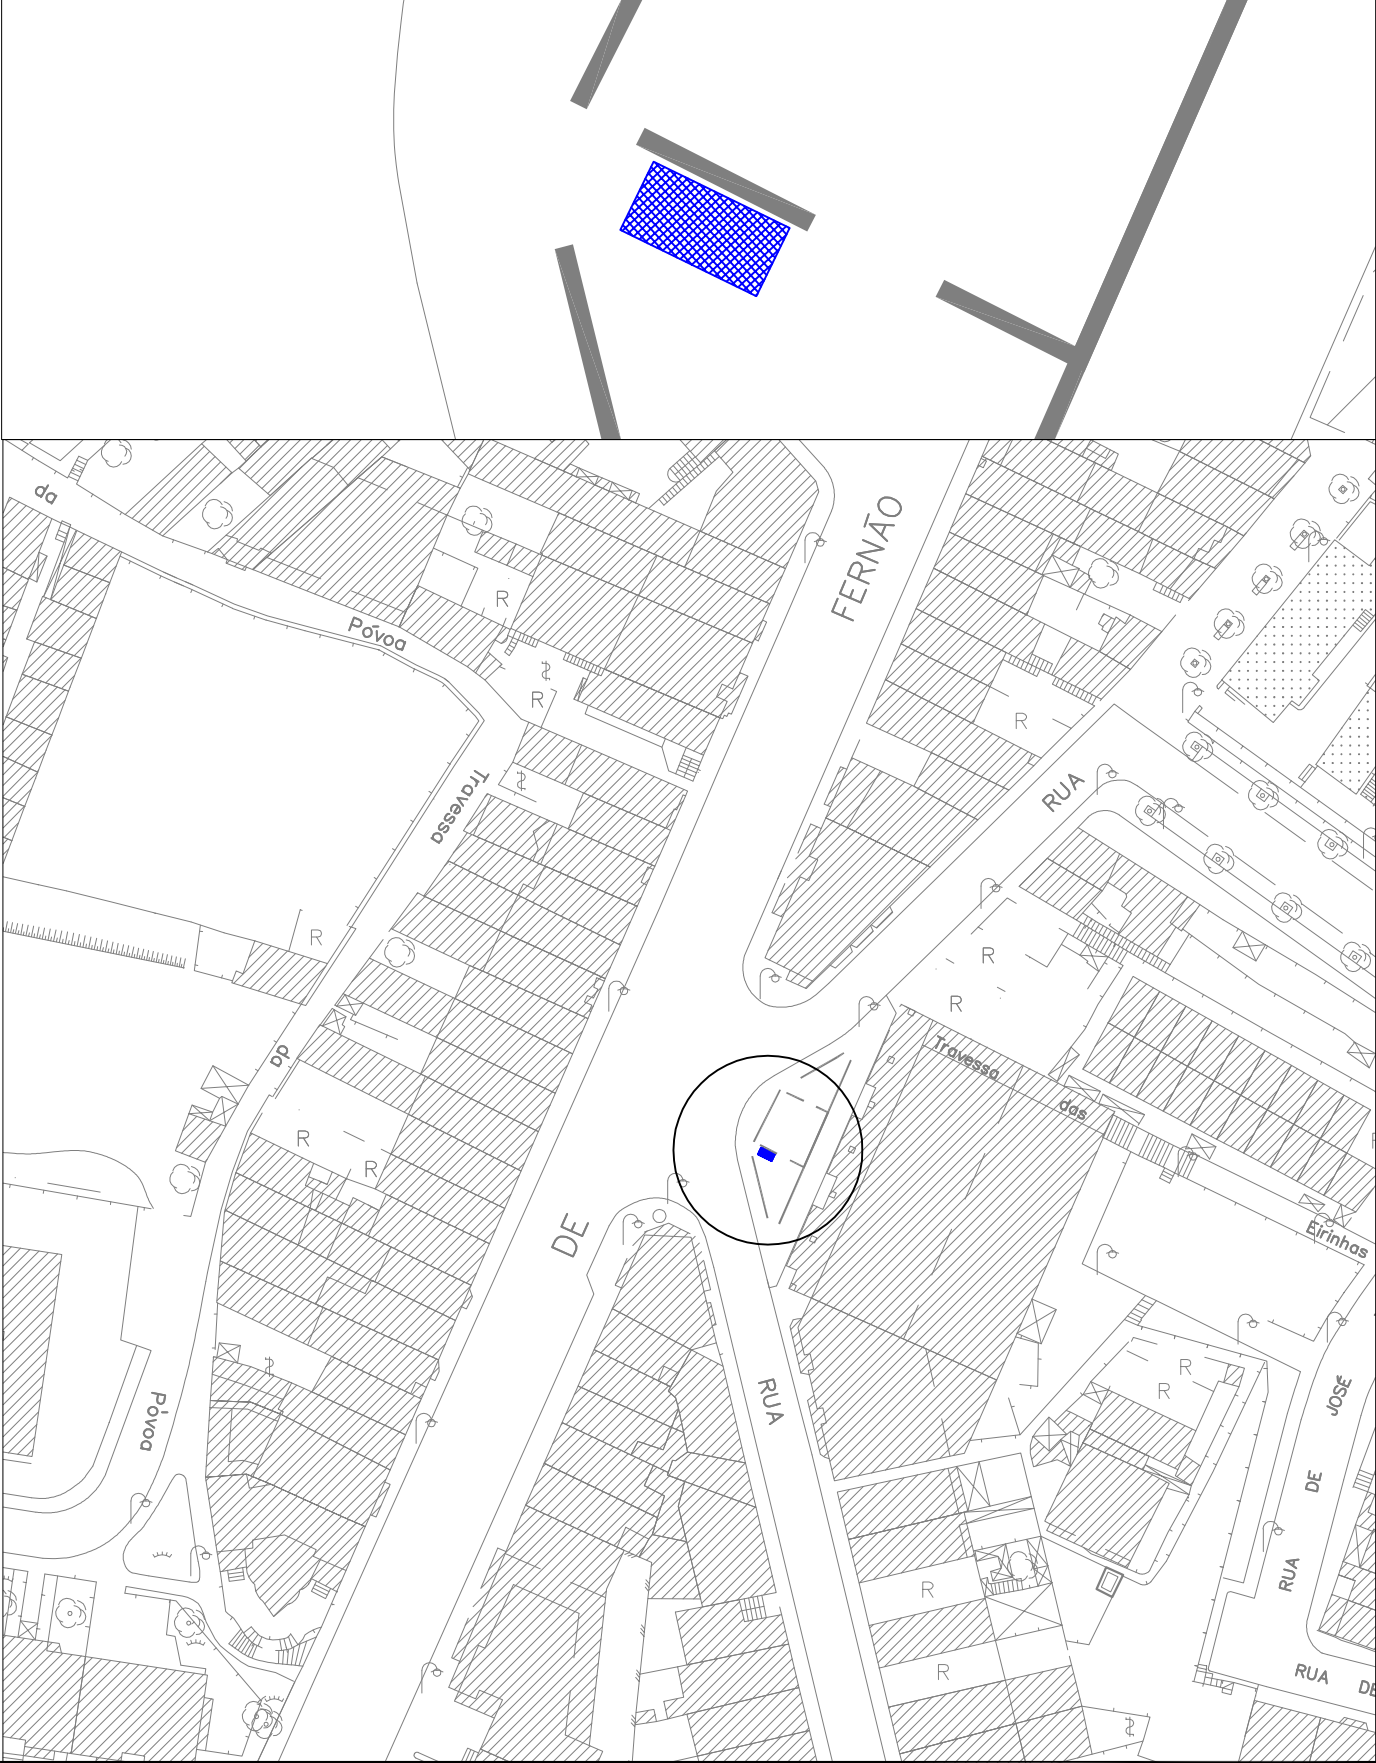 da
FERNÃO
R
Póvoa
R
R
Travessa
RUA
R
R
R
da
Travessa
das
R
R
Eirinhas
DE
RUA
R
R
JOSÉ
Póvoa
DE
RUA
R
R
RUA DE